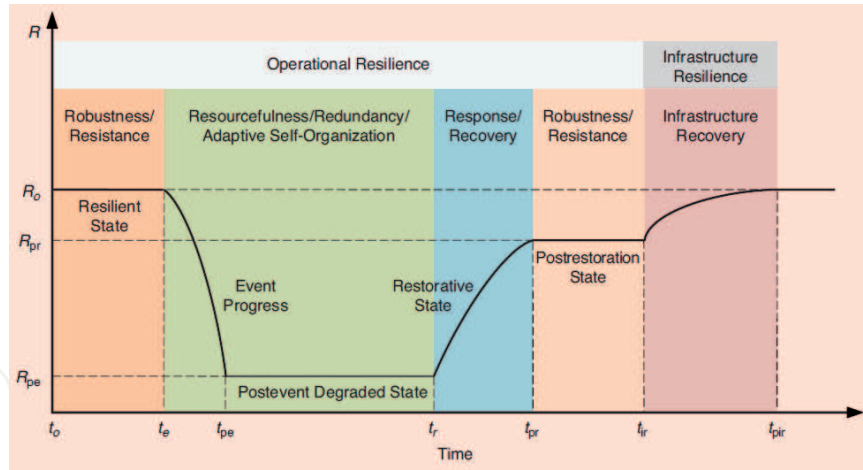 R
Operational Resilience
Infrastructure
Resilience
Robustness/
Resistance
Resourcefulness/Redundancy/
Adaptive Self-Organization
Response/
Recovery
Robustness/
Resistance
Infrastructure
Recovery
Ro
Resilient
State
Rpr
Event
Progress
Restorative
State
Postrestoration
State
Rpe
Postevent Degraded State
to te tpe tr tpr tir tpir
Time